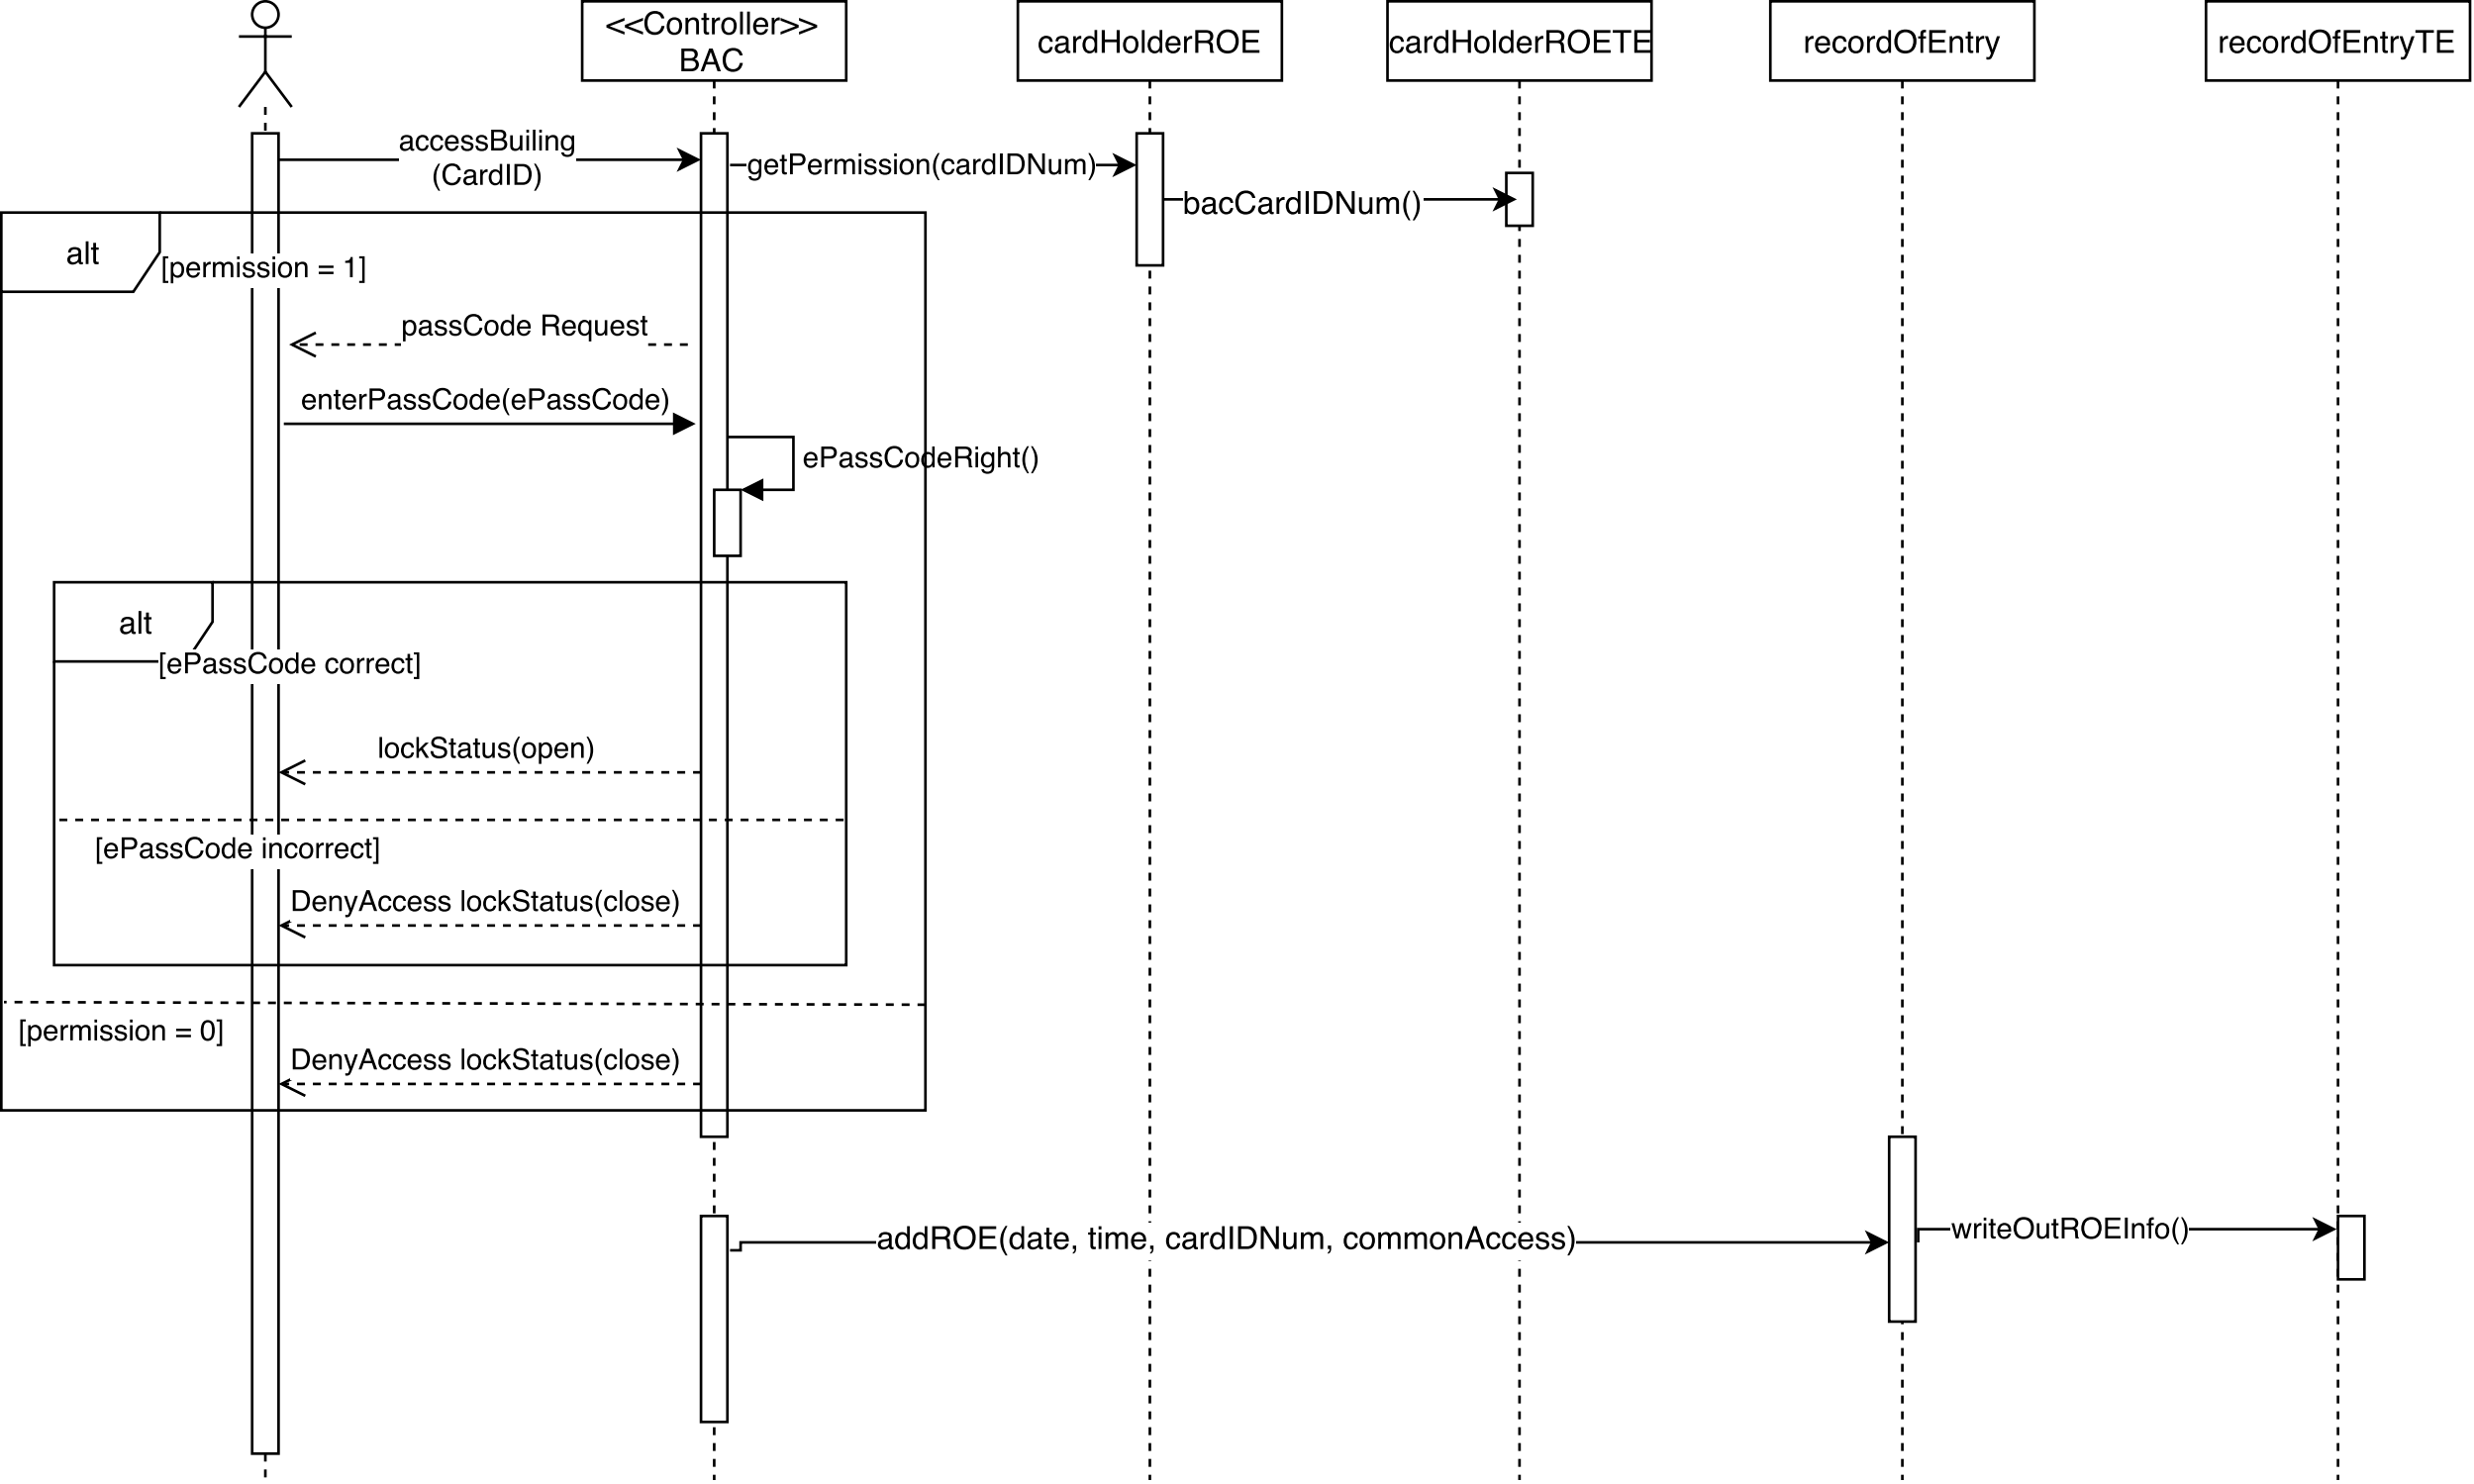 <<Controller>>
BAC
cardHolderROE
cardHolderROETE
recordOfEntry
recordOfEntryTE
accessBuiling
(CardID)
getPermission(cardIDNum)
bacCardIDNum()
alt
[permission = 1]
passCode Request
enterPassCode(ePassCode)
ePassCodeRight()
alt
[ePassCode correct]
lockStatus(open)
[ePassCode incorrect]
DenyAccess lockStatus(close)
[permission = 0]
DenyAccess lockStatus(close)
addROE(date, time, cardIDNum, commonAccess)
writeOutROEInfo()